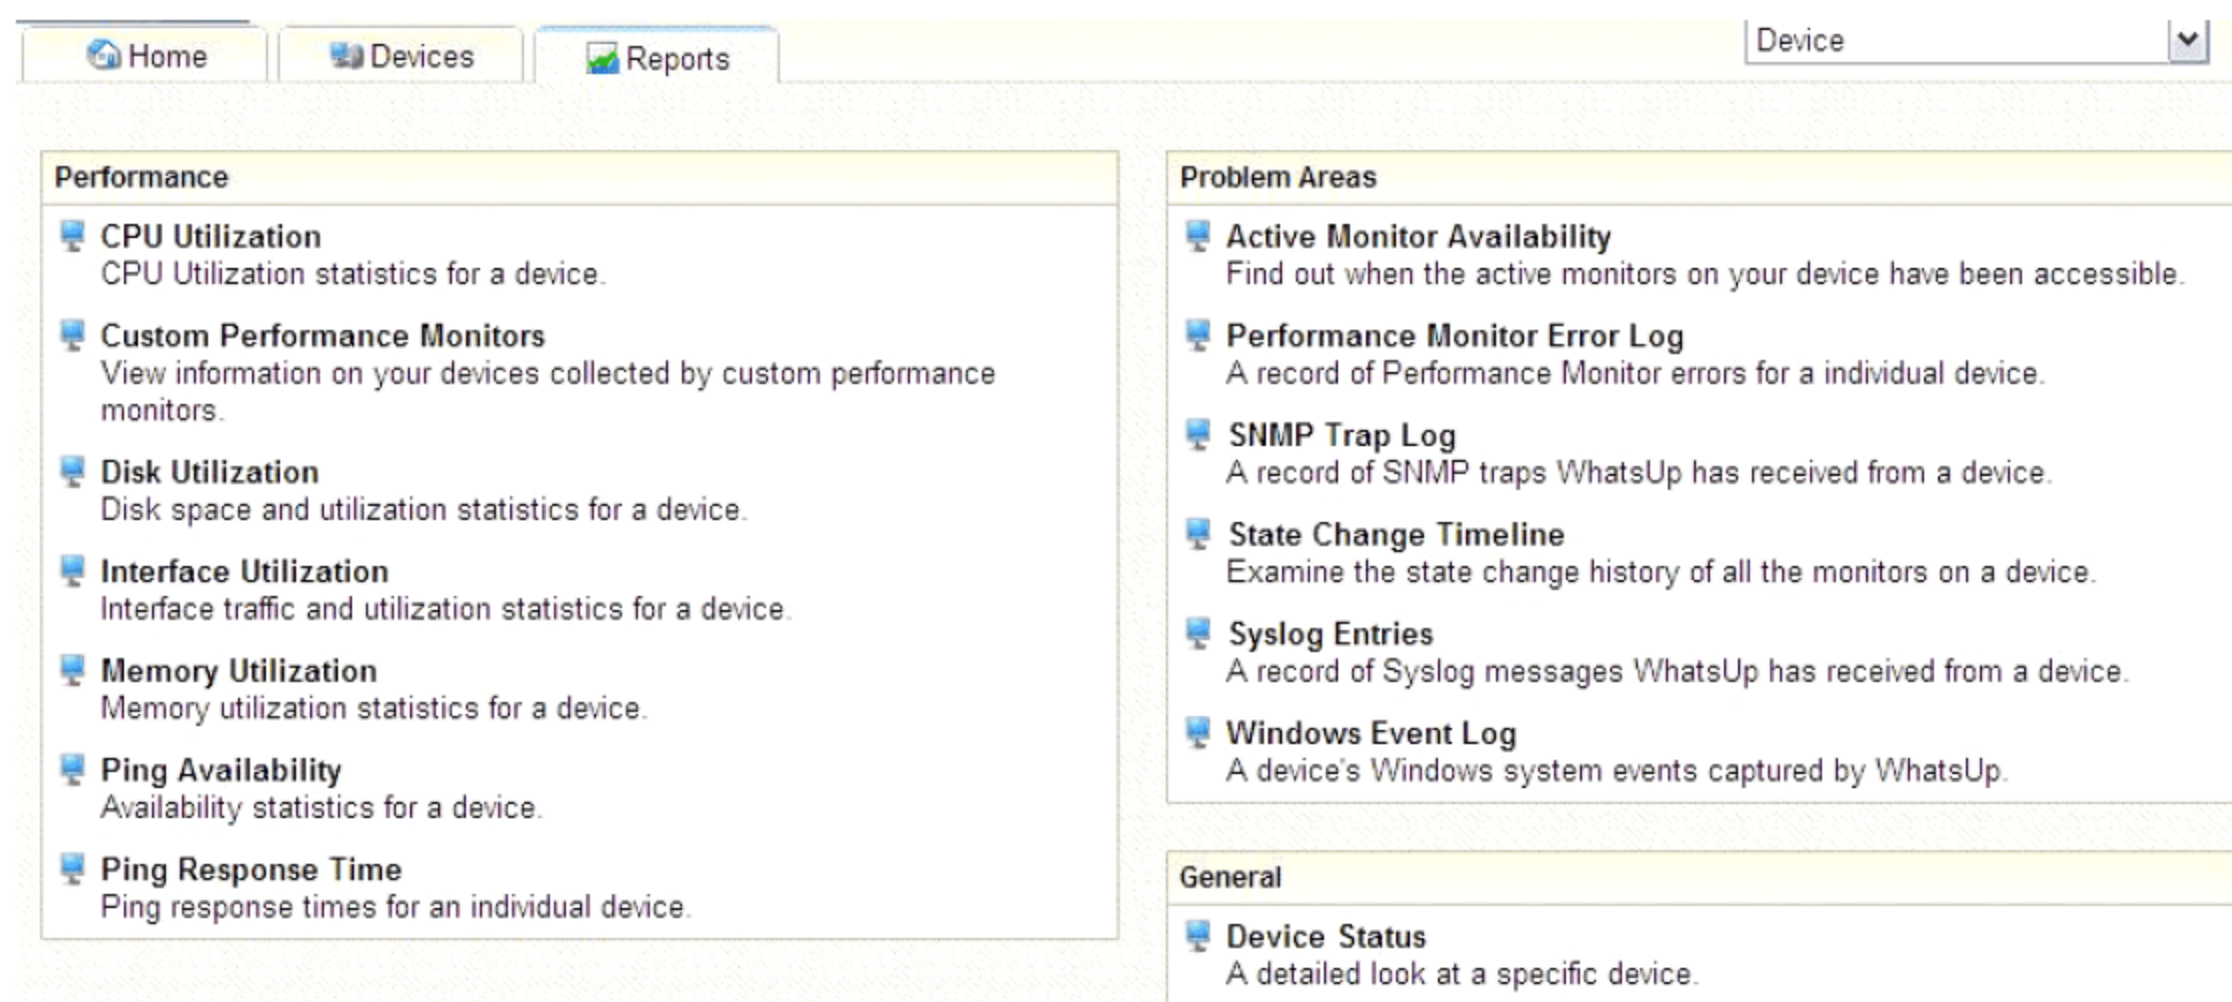 Home
Devices
Reports
Device
Performance
CPU Utilization
CPU Utilization statistics for a device.
Custom Performance Monitors
View information on your devices collected by custom performance
monitors.
Disk Utilization
Disk space and utilization statistics for a device.
Interface Utilization
Interface traffic and utilization statistics for a device.
Memory Utilization
Memory utilization statistics for a device.
Ping Availability
Availability statistics for a device.
Ping Response Time
Ping response times for an individual device.
Problem Areas
Active Monitor Availability
Find out when the active monitors on your device have been accessible.
Performance Monitor Error Log
A record of Performance Monitor errors for a individual device.
SNMP Trap Log
A record of SNMP traps WhatsUp has received from a device.
State Change Timeline
Examine the state change history of all the monitors on a device.
Syslog Entries
A record of Syslog messages WhatsUp has received from a device.
Windows Event Log
A device's Windows system events captured by WhatsUp.
General
Device Status
A detailed look at a specific device.